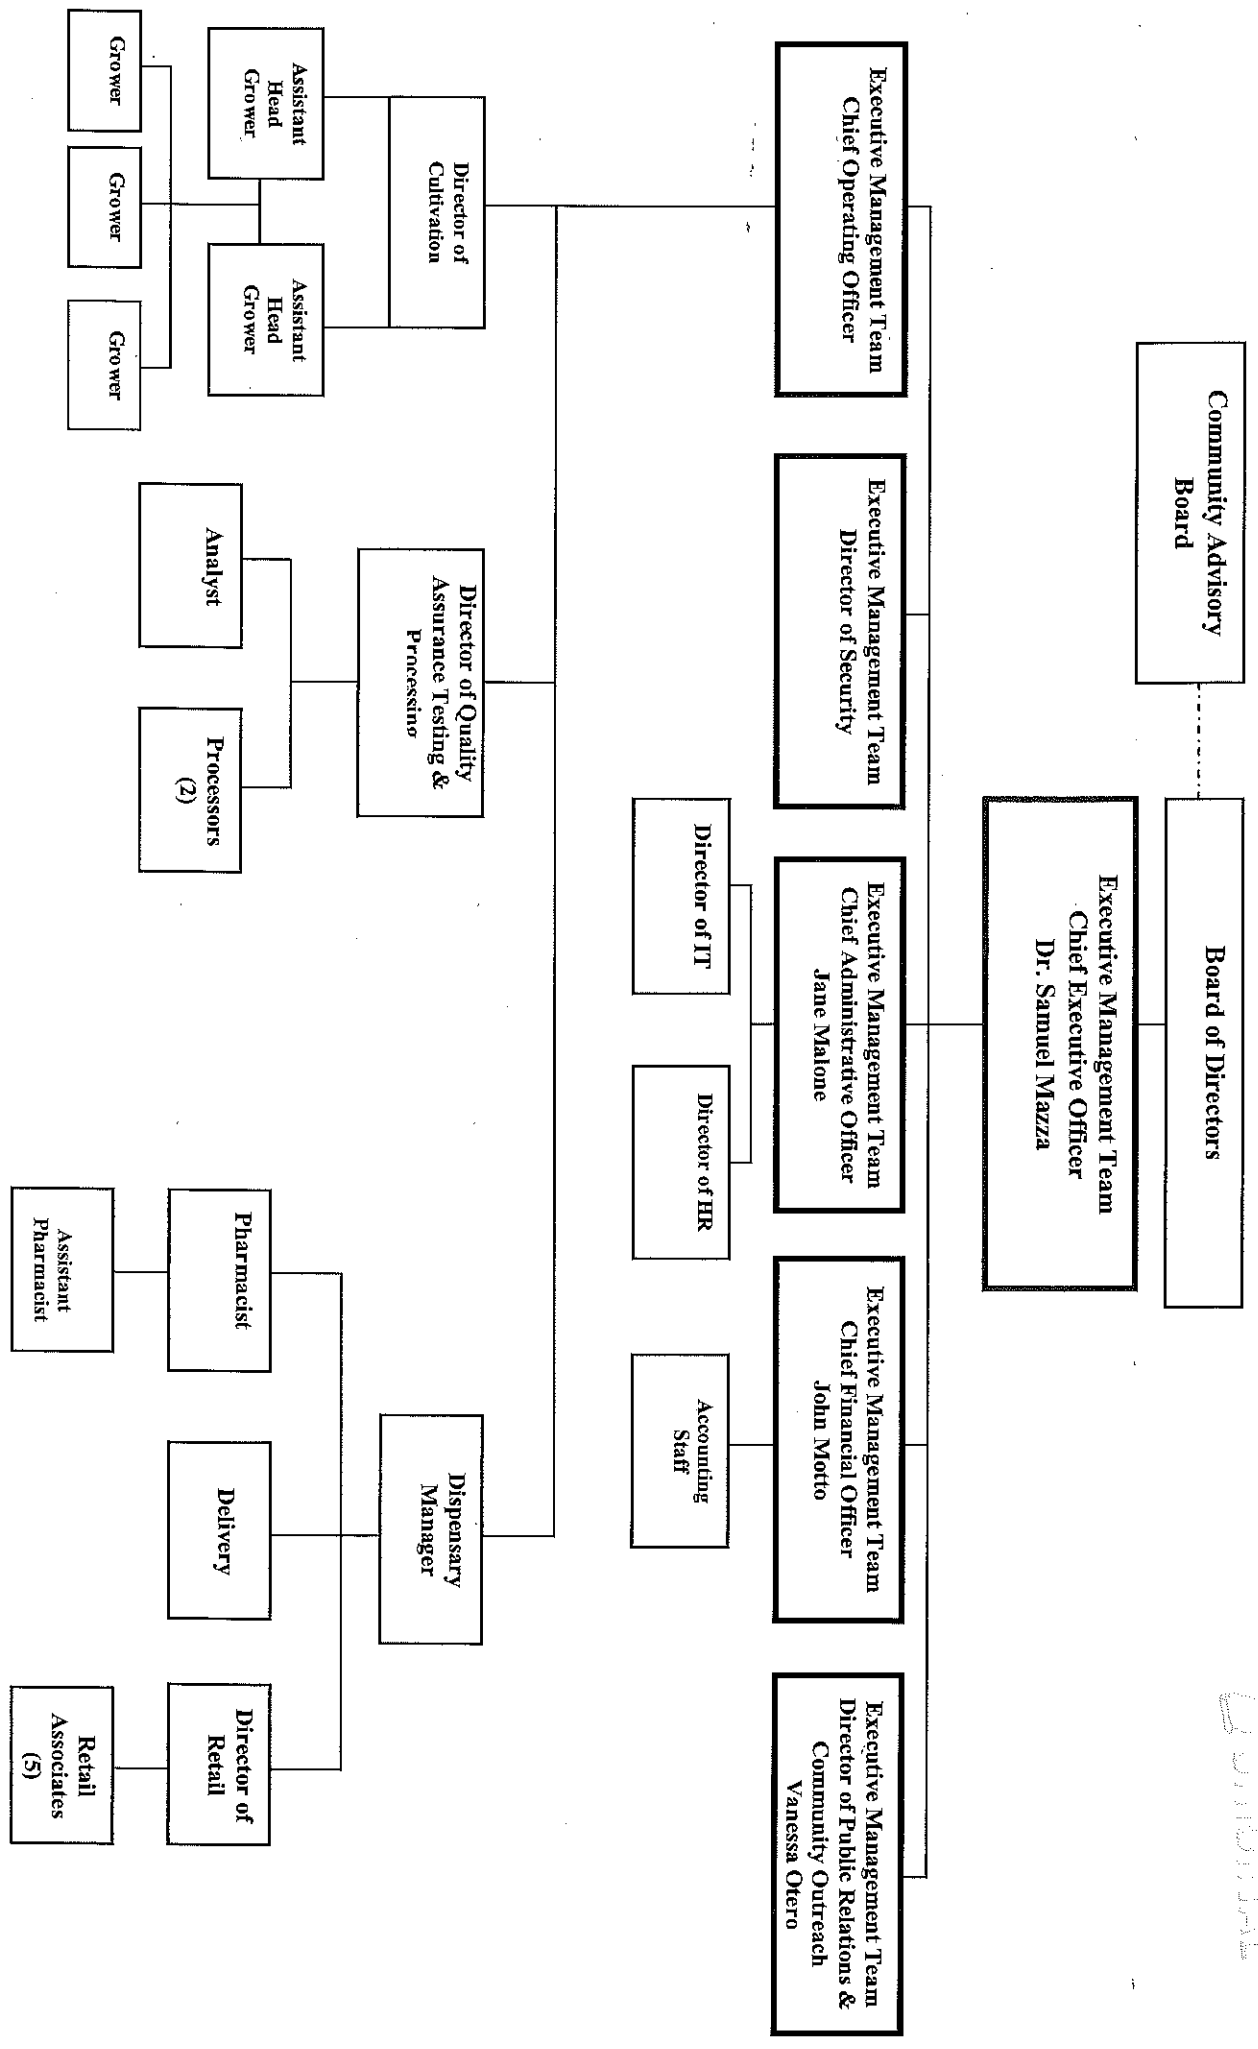 Community Advisory
Board
Board of Directors
Executive Management Team
Chief Executive Officer
Dr. Samuel Mazza
Executive Management Team
Chief Operating Officer
Executive Management Team
Director of Security
Executive Management Team
Chief Administrative Officer
Jane Malone
Executive Management Team
Chief Financial Officer
John Motto
Executive Management Team
Director of Public Relations &
Community Outreach
Vanessa Otero
Director of IT
Director of HR
Accounting
Staff
Director of
Cultivation
Director of Quality
Assurance Testing &
Processing
Dispensary
Manager
Assistant
Head
Grower
Assistant
Head
Grower
Analyst
Processors
(2)
Pharmacist
Delivery
Director of
Retail
Grower
Grower
Grower
Assistant
Pharmacist
Retail
Associates
(5)